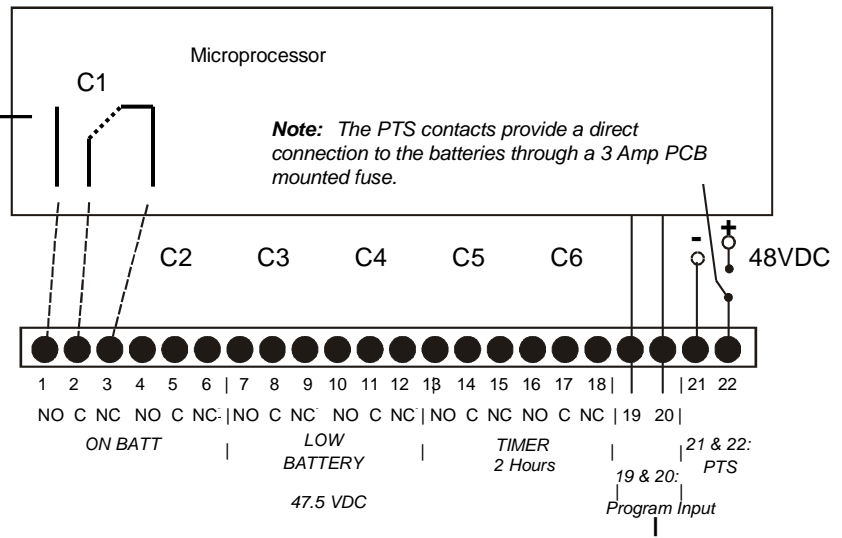 Microprocessor
C1
Note: The PTS contacts provide a direct
connection to the batteries through a 3 Amp PCB
mounted fuse.
C2 C3 C4 C5 C6 - + 48VDC
1 2 3 4 5 6 | 7 8 9 10 11 12 13 14 15 16 17 18 | | 21 22
NO C NC NO C NC | NO C NC NO C NC | NO C NC NO C NC | 19 20 |
ON BATT | LOW BATTERY | TIMER 2 Hours | | 21 & 22: PTS
47.5 VDC
19 & 20:
Program Input